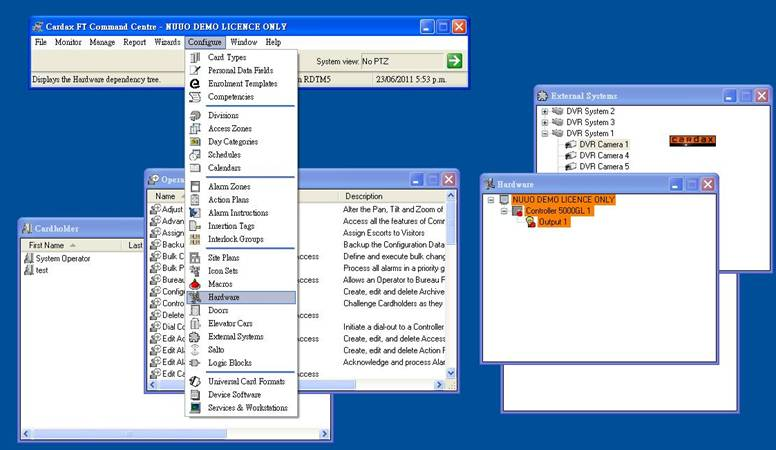 Cardax FT Command Centre - NUUO DEMO LICENCE ONLY
File Monitor Manage Report Wizards Configure Window Help
System view: No PTZ
Displays the Hardware dependency tree.
RDTM5
23/06/2011 5:53 p.m.
Card Types
Personal Data Fields
Enrolment Templates
Competencies
Divisions
Access Zones
Day Categories
Schedules
Calendars
Alarm Zones
Action Plans
Alarm Instructions
Insertion Tags
Interlock Groups
Site Plans
Icon Sets
Macros
Hardware
Doors
Elevator Cars
External Systems
Salto
Logic Blocks
Universal Card Formats
Device Software
Services & Workstations
Cardholder
First Name Last
System Operator
test
Opera
Name Description
Adjust Alter the Pan, Tilt and Zoom of
Advan Access all the features of Comm
Assign Assign Escorts to Visitors
Backu Backup the Configuration Data
Bulk C ccess Define and execute bulk chang
Bulk P Process all alarms in a priority g
Bureau Allows an Operator to Bureau F
Config Create, edit and delete Archive
Contro Challenge Cardholders as they
Delete ccess
Dial Co Initiate a dial-out to a Controller
Edit Ac ccess Create, edit, and delete Access
Edit Al Create, edit and delete Action F
Edit Ala Acknowledge and process Alar
Edit Ca Access
External Systems
DVR System 2
DVR System 3
DVR System 1
DVR Camera 1
DVR Camera 4
DVR Camera 5
cardax
Hardware
NUUO DEMO LICENCE ONLY
Controller 5000GL 1
Output 1